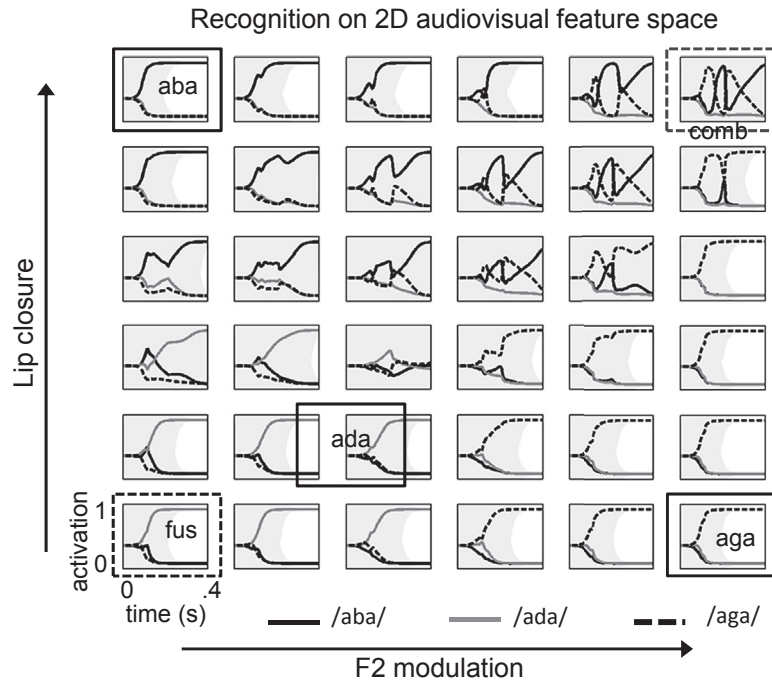 Recognition on 2D audiovisual feature space
aba
comb
Lip closure
ada
activation
1
0
fus
aga
0
.4
time (s)
/aba/
/ada/
/aga/
F2 modulation